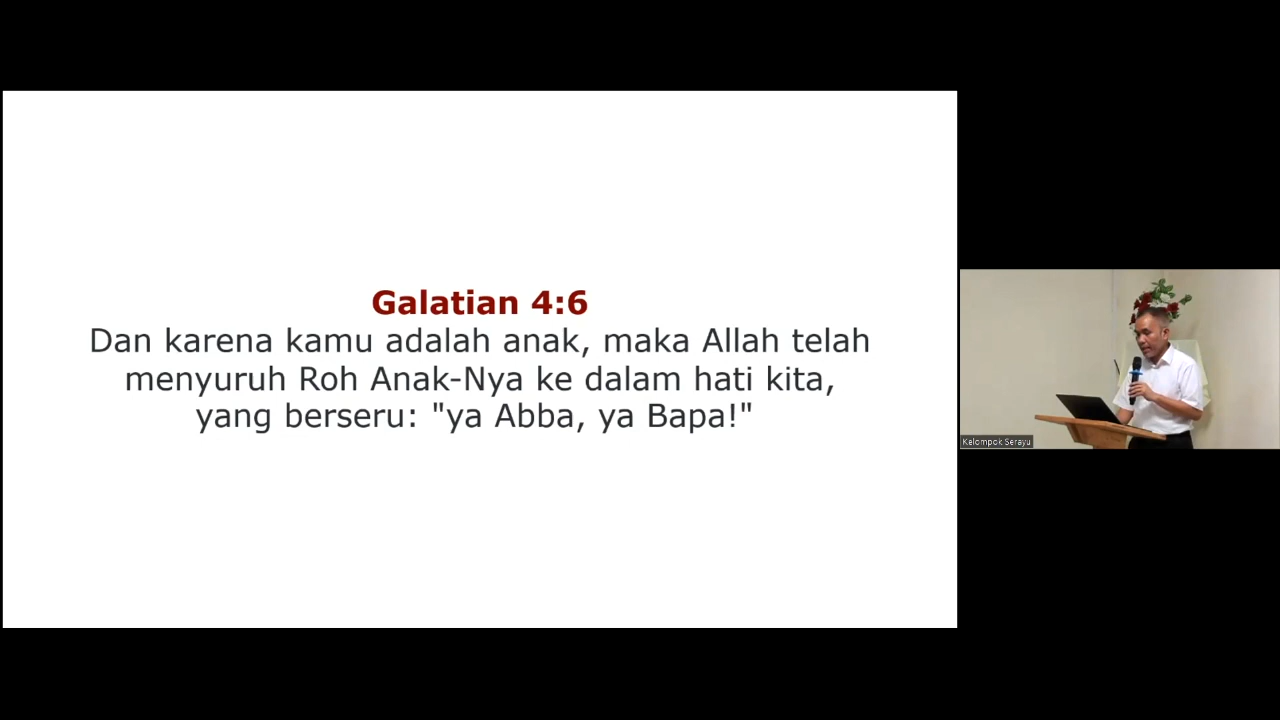 Galatian 4:6
Dan karena kamu adalah anak, maka Allah telah
menyuruh Roh Anak-Nya ke dalam hati kita,
yang berseru: "ya Abba, ya Bapa!"
Kelompok Serayu